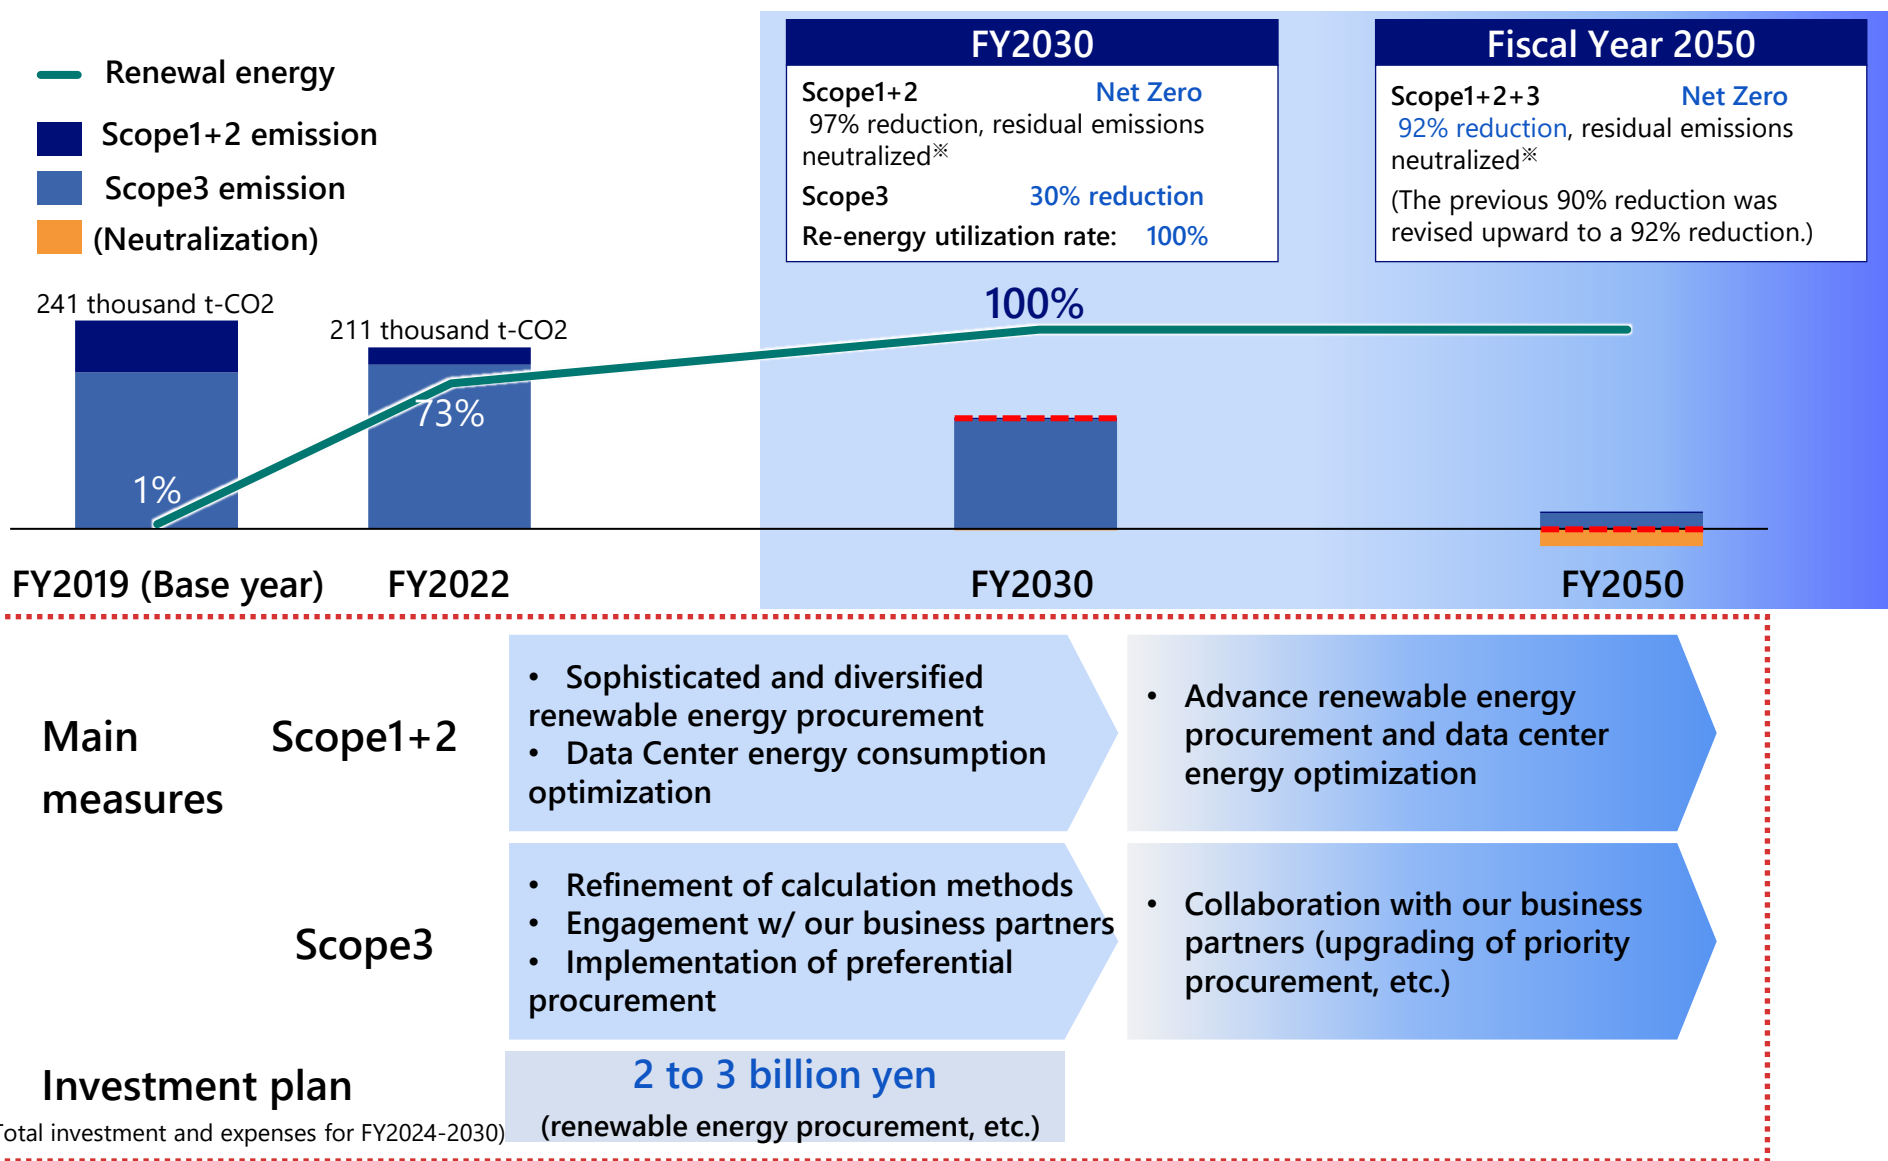 Renewal energy
Scope1+2 emission
Scope3 emission
(Neutralization)
FY2030
Scope1+2 Net Zero
97% reduction, residual emissions
neutralized※
Scope3 30% reduction
Re-energy utilization rate: 100%
Fiscal Year 2050
Scope1+2+3 Net Zero
92% reduction, residual emissions
neutralized※
(The previous 90% reduction was
revised upward to a 92% reduction.)
241 thousand t-CO2
211 thousand t-CO2
100%
73%
1%
FY2019 (Base year)
FY2022
FY2030
FY2050
Main
measures
Scope1+2
• Sophisticated and diversified
renewable energy procurement
• Data Center energy consumption
optimization
• Advance renewable energy
procurement and data center
energy optimization
Scope3
• Refinement of calculation methods
• Engagement w/ our business partners
• Implementation of preferential
procurement
• Collaboration with our business
partners (upgrading of priority
procurement, etc.)
Investment plan
Total investment and expenses for FY2024-2030)
2 to 3 billion yen
(renewable energy procurement, etc.)